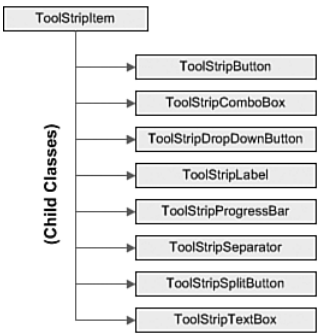 ToolStripItem
ToolStripButton
ToolStripComboBox
ToolStripDropDownButton
ToolStripLabel
ToolStripProgressBar
ToolStripSeparator
ToolStripSplitButton
ToolStripTextBox
(Child Classes)